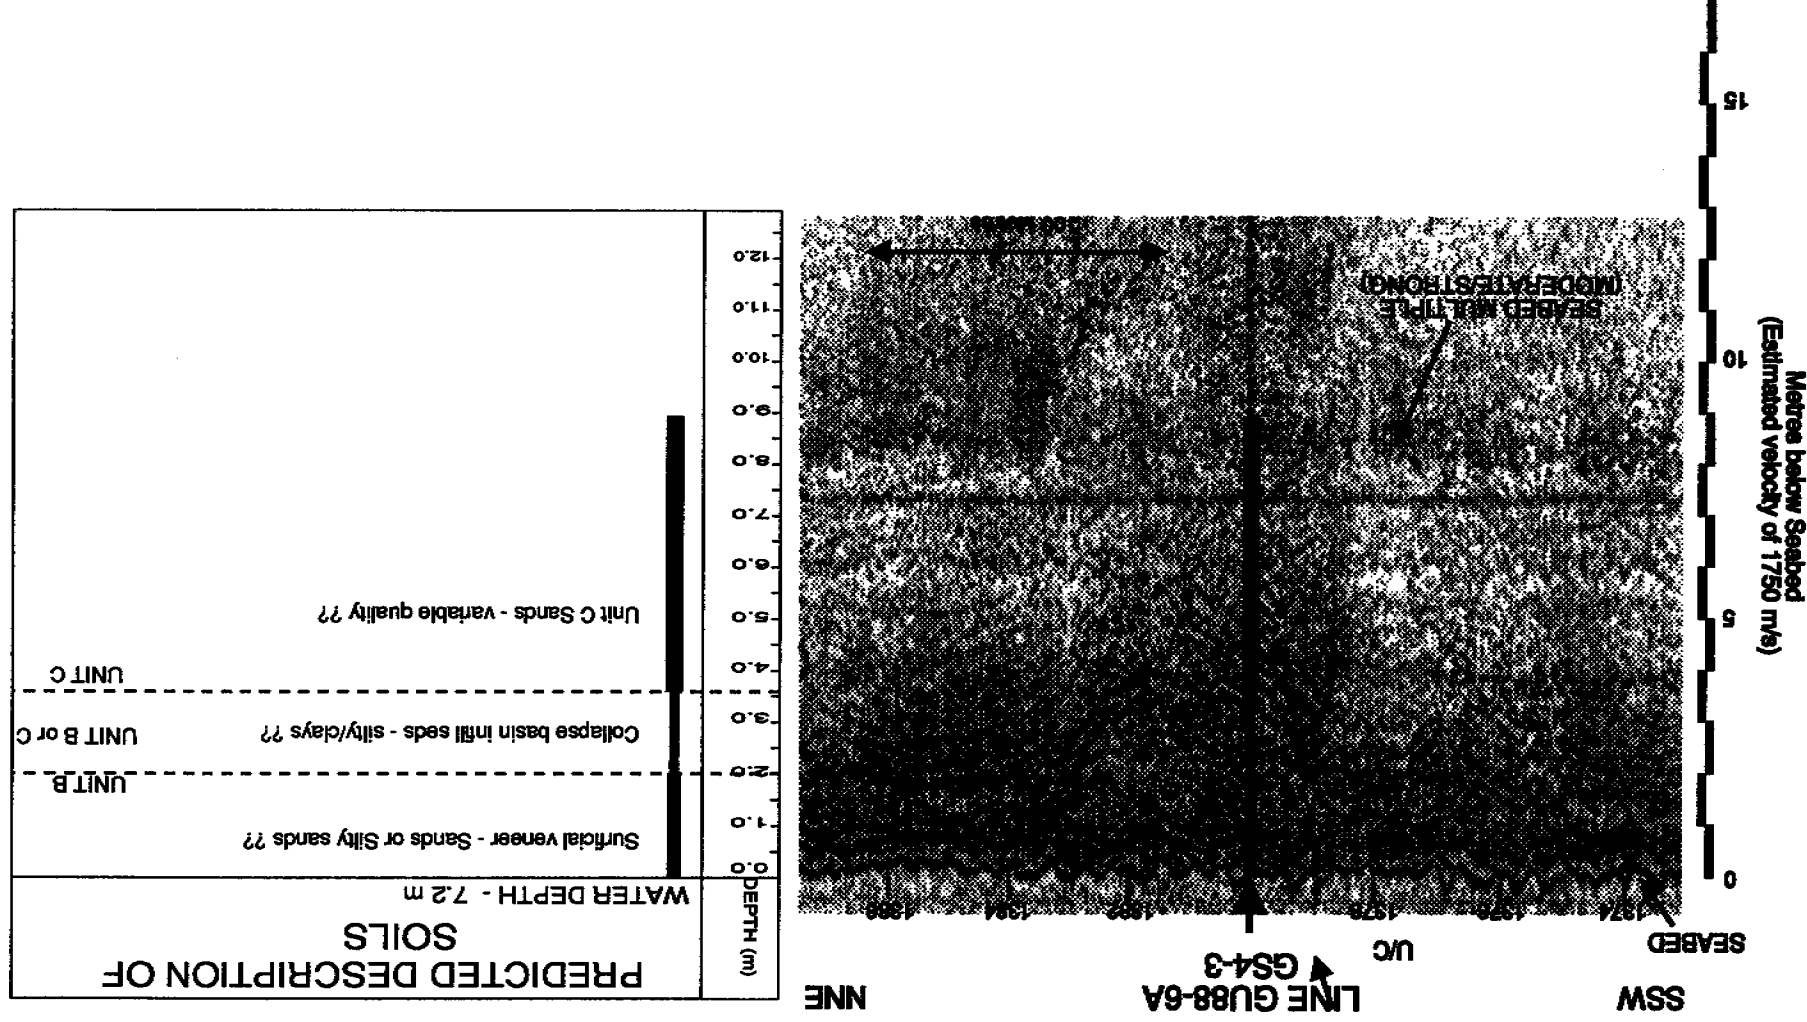 SSW
LINE GU88-6A
NNE
GS4-3
U/C
SEABED
1974
1976
1978
SEABED MULTIPLE
(MODERATE/STRONG)
0
5
10
15
Metres below Seabed
(Estimated velocity of 1750 m/s)
DEPTH (m)
PREDICTED DESCRIPTION OF
SOILS
WATER DEPTH - 7.2 m
0.0
1.0
2.0
3.0
4.0
5.0
6.0
7.0
8.0
9.0
10.0
11.0
12.0
Surficial veneer - Sands or Silty sands ??
UNIT B
Collapse basin infill seds - silty/clays ??
UNIT B or C
UNIT C
Unit C Sands - variable quality ??